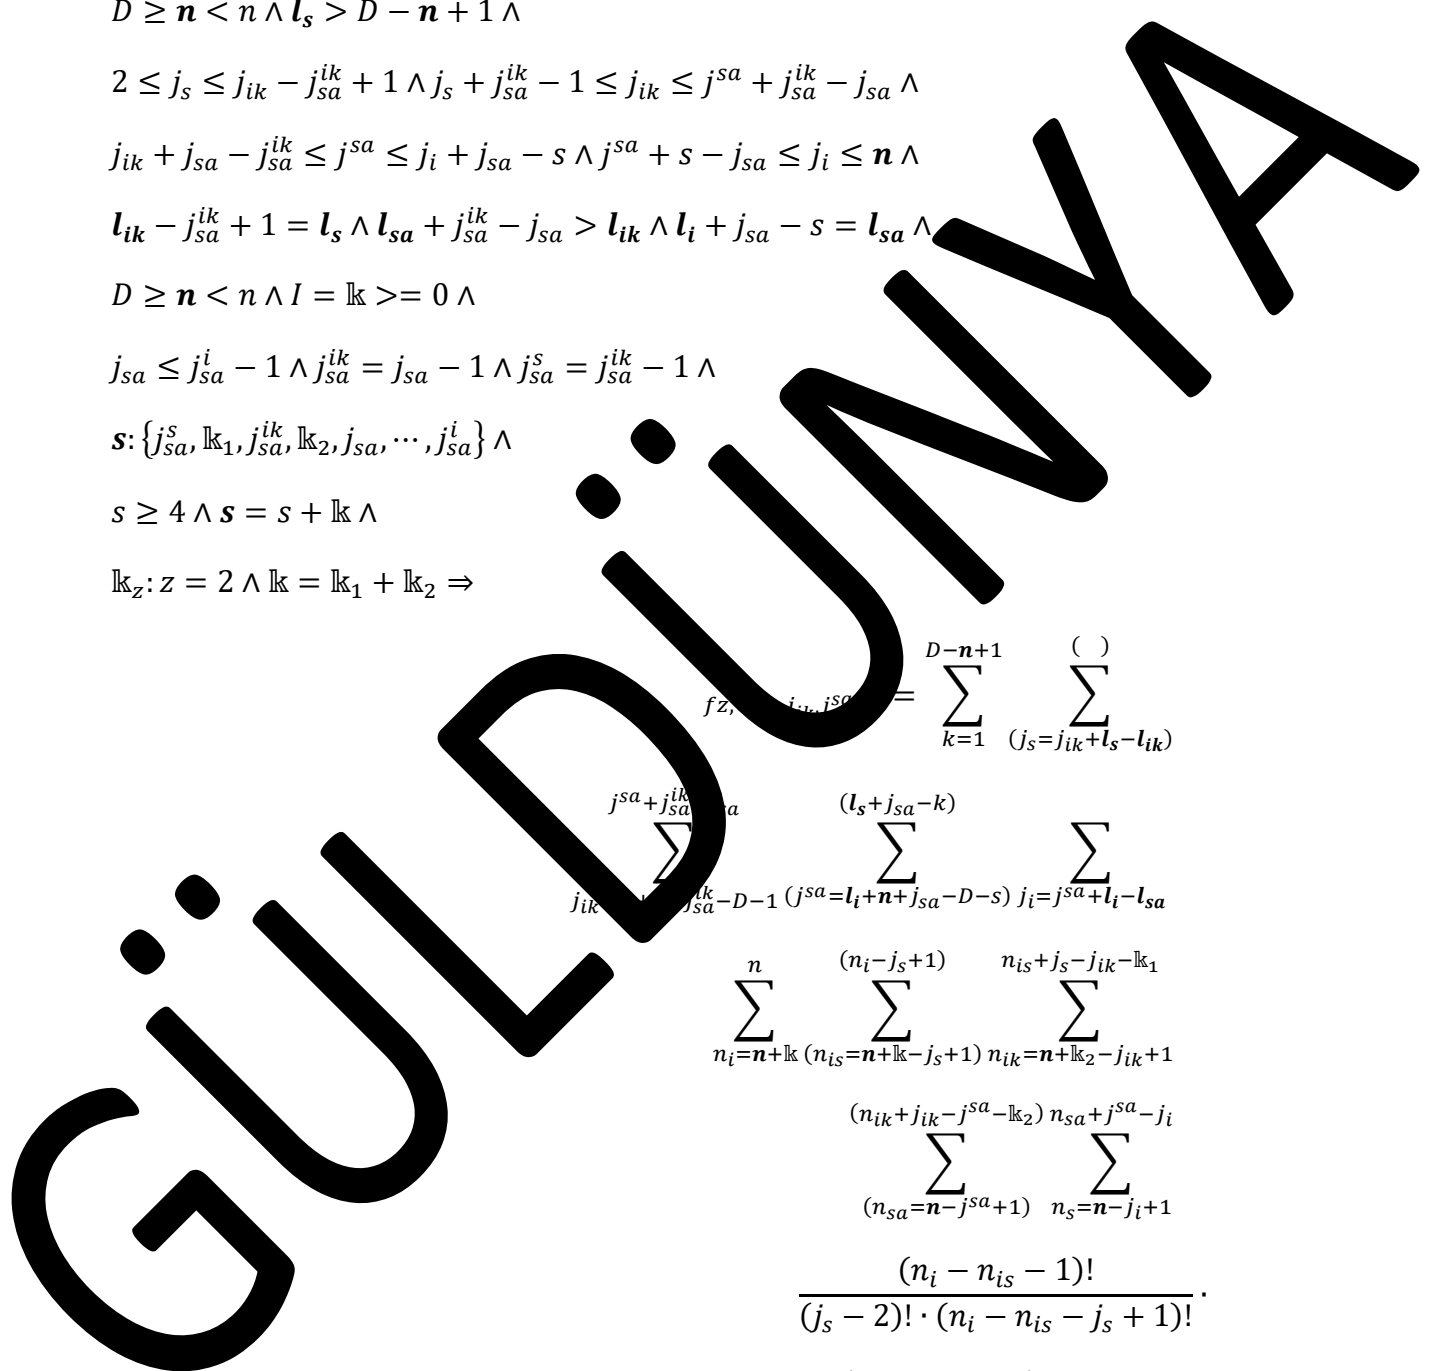 D ≥ 𝒏 < n ∧ 𝒍ₛ > D − 𝒏 + 1 ∧
2 ≤ j_s ≤ j_{ik} − j_{sa}^{ik} + 1 ∧ j_s + j_{sa}^{ik} − 1 ≤ j_{ik} ≤ j^{sa} + j_{sa}^{ik} − j_{sa} ∧
j_{ik} + j_{sa} − j_{sa}^{ik} ≤ j^{sa} ≤ j_i + j_{sa} − s ∧ j^{sa} + s − j_{sa} ≤ j_i ≤ 𝒏 ∧
𝒍_{ik} − j_{sa}^{ik} + 1 = 𝒍_s ∧ 𝒍_{sa} + j_{sa}^{ik} − j_{sa} > 𝒍_{ik} ∧ 𝒍_i + j_{sa} − s = 𝒍_{sa} ∧
D ≥ 𝒏 < n ∧ I = 𝕜 >= 0 ∧
j_{sa} ≤ j_{sa}^{i} − 1 ∧ j_{sa}^{ik} = j_{sa} − 1 ∧ j_{sa}^{s} = j_{sa}^{ik} − 1 ∧
𝒔: {j_{sa}^{s}, 𝕜_1, j_{sa}^{ik}, 𝕜_2, j_{sa}, ⋯, j_{sa}^{i}} ∧
s ≥ 4 ∧ 𝒔 = s + 𝕜 ∧
𝕜_z: z = 2 ∧ 𝕜 = 𝕜_1 + 𝕜_2 ⇒
= ∑_{k=1}^{D−𝒏+1} ∑_{(j_s=j_{ik}+𝒍_s−𝒍_{ik})}^{( )}
∑ ∑_{(j^{sa}=𝒍_i+𝒏+j_{sa}−D−s)}^{(𝒍_s+j_{sa}−k)} ∑_{j_i=j^{sa}+𝒍_i−𝒍_{sa}}
∑_{n_i=𝒏+𝕜}^{n} ∑_{(n_{is}=𝒏+𝕜−j_s+1)}^{(n_i−j_s+1)} ∑_{n_{ik}=𝒏+𝕜_2−j_{ik}+1}^{n_{is}+j_s−j_{ik}−𝕜_1}
∑_{(n_{sa}=𝒏−j^{sa}+1)}^{(n_{ik}+j_{ik}−j^{sa}−𝕜_2)} ∑_{n_s=𝒏−j_i+1}^{n_{sa}+j^{sa}−j_i}
(n_i − n_{is} − 1)! / ((j_s − 2)! · (n_i − n_{is} − j_s + 1)!) ·
GÜLDÜNYA